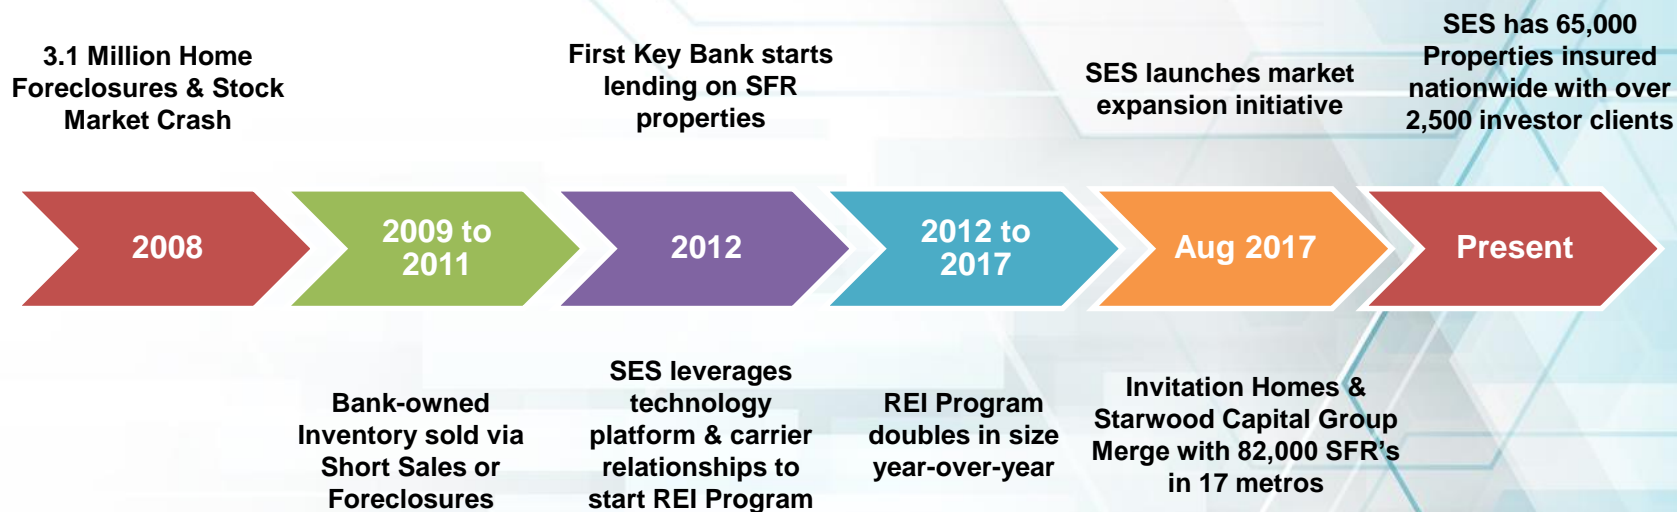 3.1 Million Home
Foreclosures & Stock
Market Crash
First Key Bank starts
lending on SFR
properties
SES launches market
expansion initiative
SES has 65,000
Properties insured
nationwide with over
2,500 investor clients
2008
2009 to
2011
2012
2012 to
2017
Aug 2017
Present
Bank-owned
Inventory sold via
Short Sales or
Foreclosures
SES leverages
technology
platform & carrier
relationships to
start REI Program
REI Program
doubles in size
year-over-year
Invitation Homes &
Starwood Capital Group
Merge with 82,000 SFR's
in 17 metros